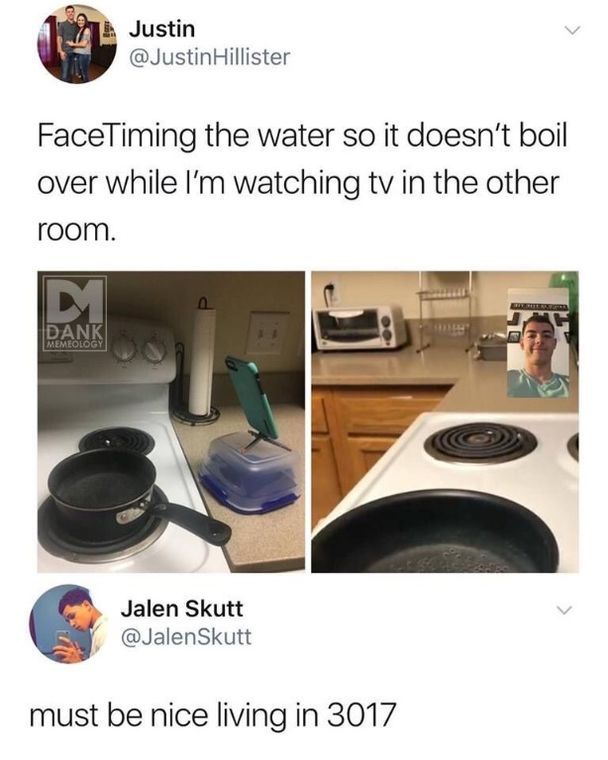 Justin
@JustinHillister
FaceTiming the water so it doesn't boil
over while I'm watching tv in the other
room.
DANK
MEMEOLOGY
Jalen Skutt
@JalenSkutt
must be nice living in 3017